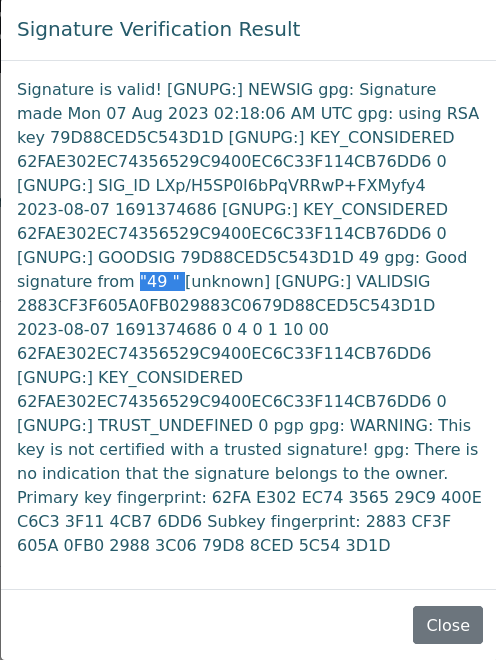 Signature Verification Result
Signature is valid! [GNUPG:] NEWSIG gpg: Signature
made Mon 07 Aug 2023 02:18:06 AM UTC gpg: using RSA
key 79D88CED5C543D1D [GNUPG:] KEY_CONSIDERED
62FAE302EC74356529C9400EC6C33F114CB76DD6 0
[GNUPG:] SIG_ID LXp/H5SP0I6bPqVRRwP+FXMyfy4
2023-08-07 1691374686 [GNUPG:] KEY_CONSIDERED
62FAE302EC74356529C9400EC6C33F114CB76DD6 0
[GNUPG:] GOODSIG 79D88CED5C543D1D 49 gpg: Good
signature from "49 " [unknown] [GNUPG:] VALIDSIG
2883CF3F605A0FB029883C0679D88CED5C543D1D
2023-08-07 1691374686 0 4 0 1 10 00
62FAE302EC74356529C9400EC6C33F114CB76DD6
[GNUPG:] KEY_CONSIDERED
62FAE302EC74356529C9400EC6C33F114CB76DD6 0
[GNUPG:] TRUST_UNDEFINED 0 pgp gpg: WARNING: This
key is not certified with a trusted signature! gpg: There is
no indication that the signature belongs to the owner.
Primary key fingerprint: 62FA E302 EC74 3565 29C9 400E
C6C3 3F11 4CB7 6DD6 Subkey fingerprint: 2883 CF3F
605A 0FB0 2988 3C06 79D8 8CED 5C54 3D1D
Close